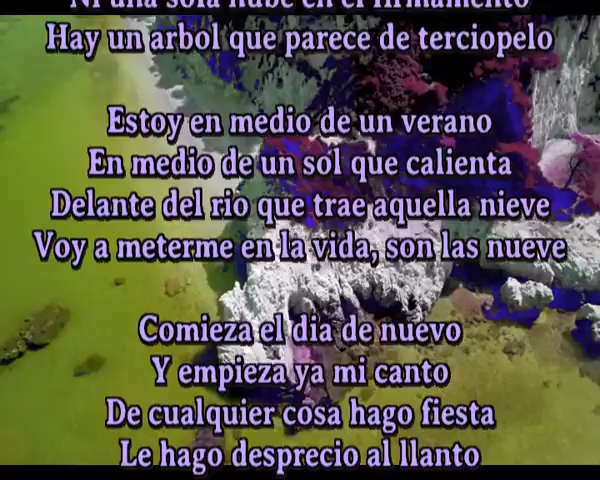 Ni una sola nube en el firmamento
Hay un arbol que parece de terciopelo
Estoy en medio de un verano
En medio de un sol que calienta
Delante del rio que trae aquella nieve
Voy a meterme en la vida, son las nueve
Comieza el dia de nuevo
Y empieza ya mi canto
De cualquier cosa hago fiesta
Le hago desprecio al llanto